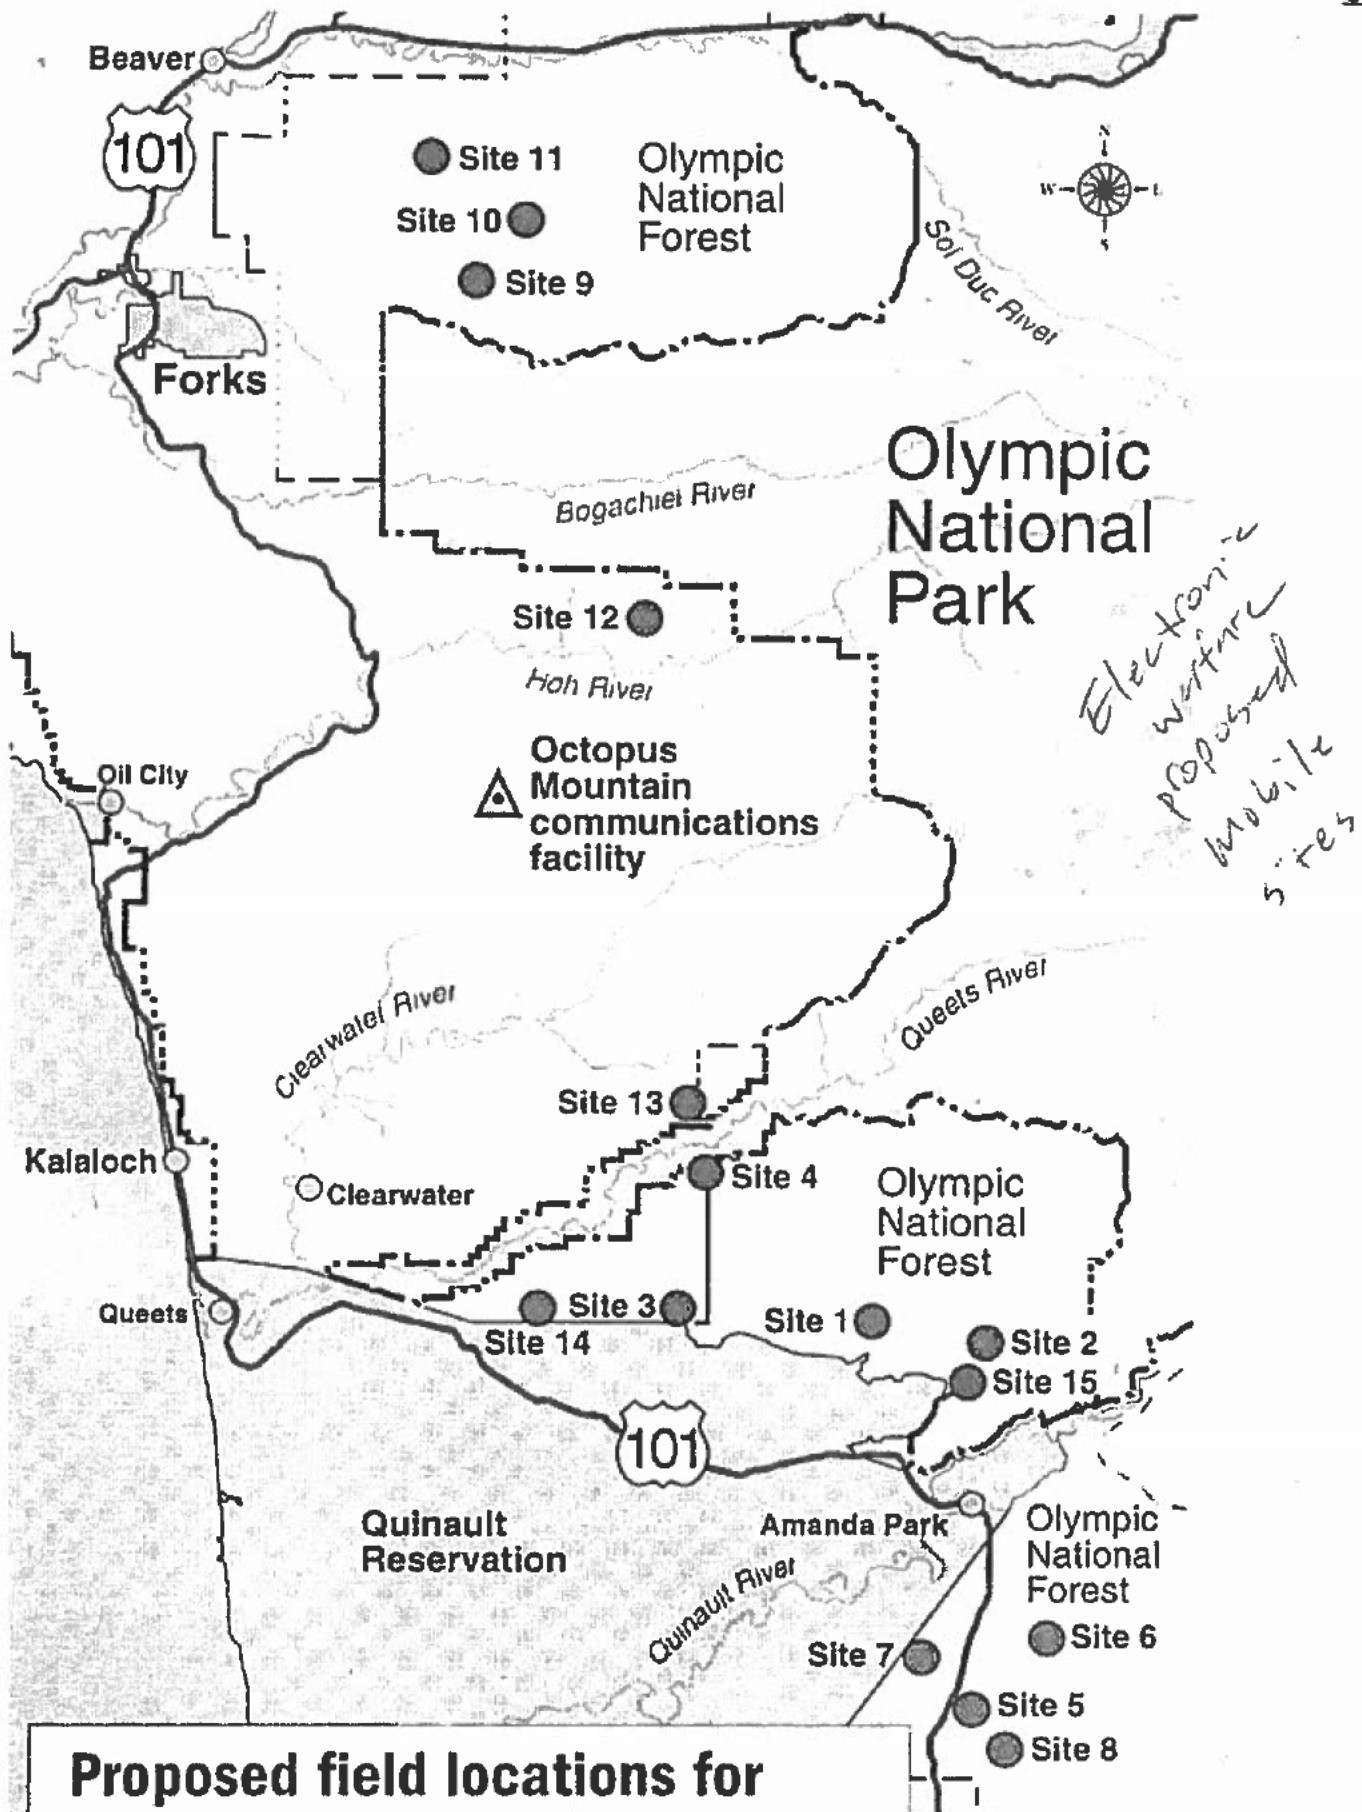 Beaver
101
Site 11
Site 10
Site 9
Olympic
National
Forest
N
W
S
Sol Duc River
Forks
Olympic
National
Park
Bogachiel River
Site 12
Hoh River
Electronic
warfare
proposed
mobile
sites
Oil City
Octopus
Mountain
communications
facility
Clearwater River
Queets River
Site 13
Kalaloch
Clearwater
Site 4
Olympic
National
Forest
Queets
Site 14
Site 3
Site 1
Site 2
Site 15
101
Quinault
Reservation
Amanda Park
Olympic
National
Forest
Quinault River
Site 7
Site 6
Site 5
Site 8
Proposed field locations for